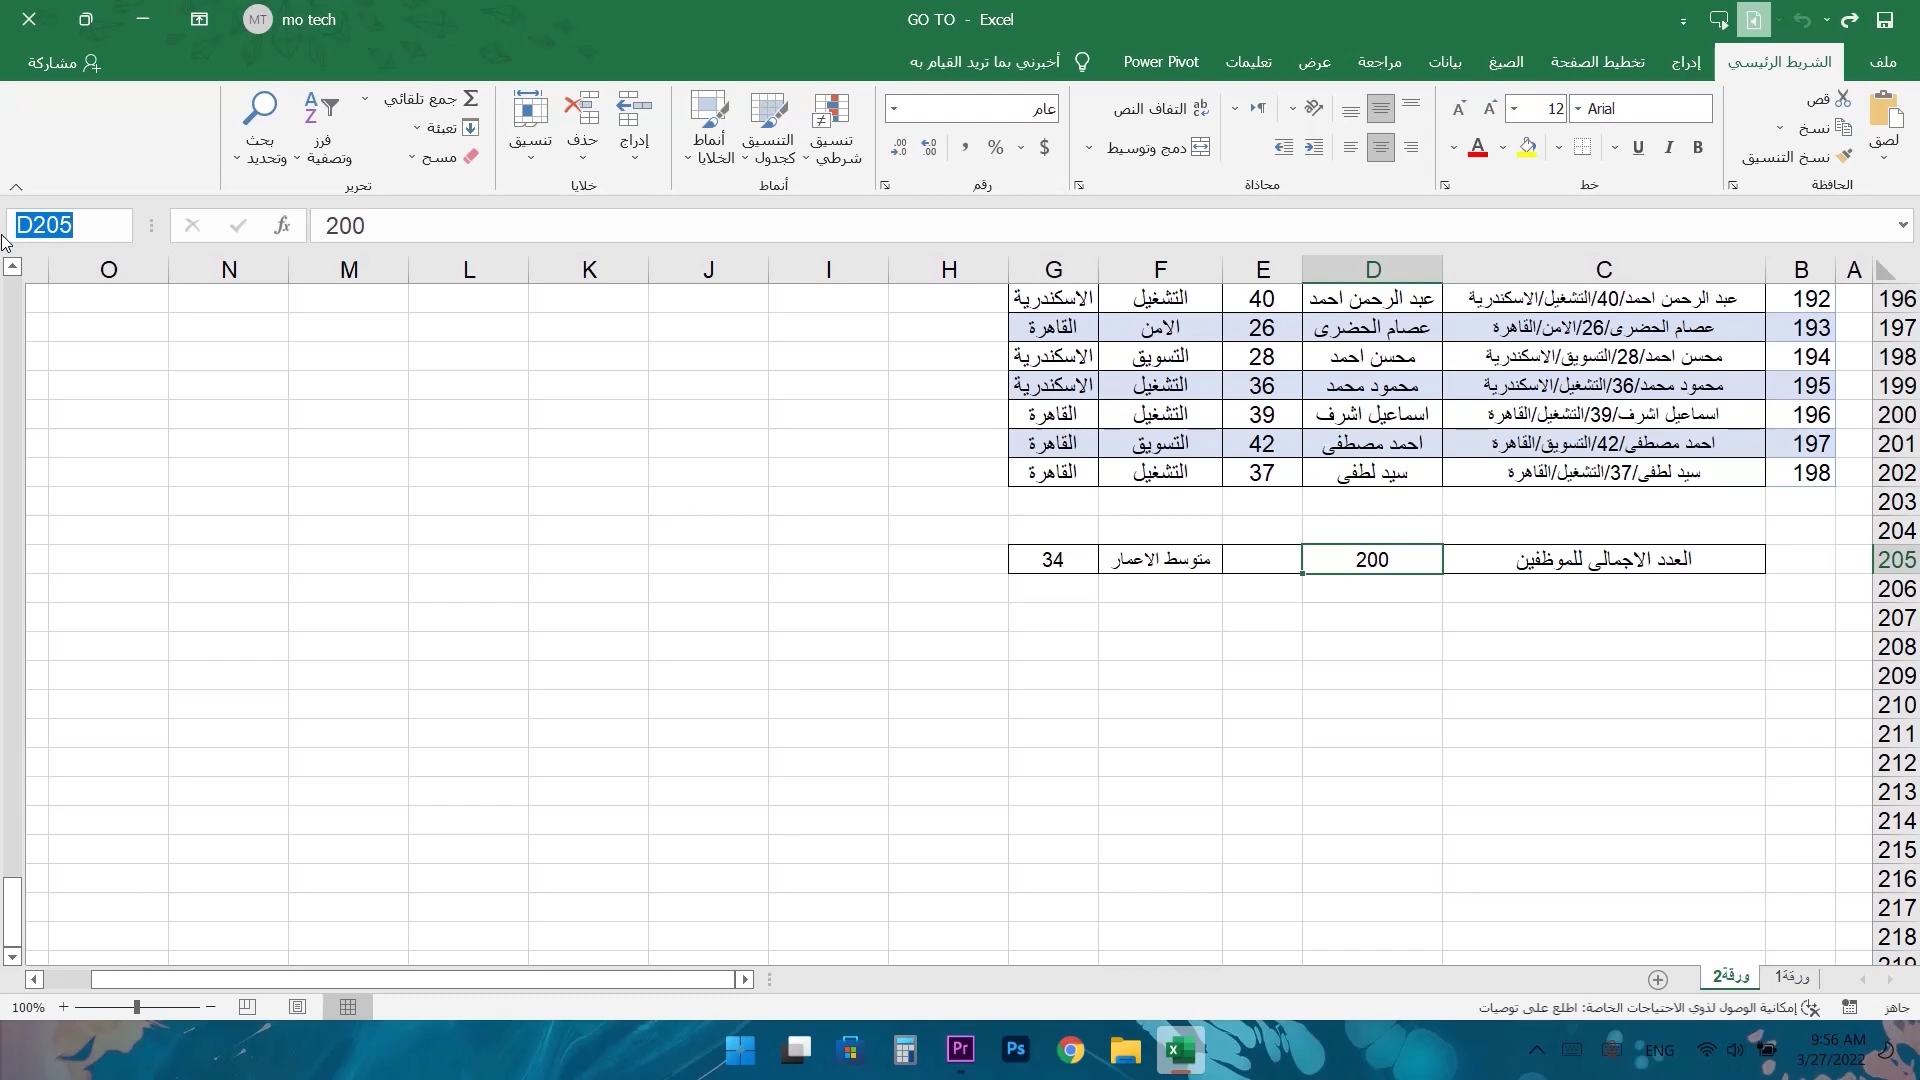 MT mo tech
GO TO - Excel
ملف الشريط الرئيسي إدراج تخطيط الصفحة الصيغ بيانات مراجعة عرض تعليمات Power Pivot أخبرني بما تريد القيام به مشاركة
لصق
قص
نسخ
نسخ التنسيق
الحافظة
Arial 12
B I U
خط
التفاف النص
دمج وتوسيط
محاذاة
عام
$ %
رقم
تنسيق شرطي
التنسيق كجدول
أنماط الخلايا
أنماط
إدراج حذف تنسيق
خلايا
جمع تلقائي
تعبئة
مسح
فرز وتصفية
بحث وتحديد
تحرير
D205 fx 200
A B C D E F G H I J K L M N O
196 192 عبد الرحمن احمد/40/التشغيل/الاسكندرية عبد الرحمن احمد 40 التشغيل الاسكندرية
197 193 عصام الحضرى/26/الامن/القاهرة عصام الحضرى 26 الامن القاهرة
198 194 محسن احمد/28/التسويق/الاسكندرية محسن احمد 28 التسويق الاسكندرية
199 195 محمود محمد/36/التشغيل/الاسكندرية محمود محمد 36 التشغيل الاسكندرية
200 196 اسماعيل اشرف/39/التشغيل/القاهرة اسماعيل اشرف 39 التشغيل القاهرة
201 197 احمد مصطفى/42/التسويق/القاهرة احمد مصطفى 42 التسويق القاهرة
202 198 سيد لطفى/37/التشغيل/القاهرة سيد لطفى 37 التشغيل القاهرة
203
204
205 العدد الاجمالى للموظفين 200 متوسط الاعمار 34
206
207
208
209
210
211
212
213
214
215
216
217
218
219
ورقة1 ورقة2
جاهز إمكانية الوصول لذوي الاحتياجات الخاصة: اطلع على توصيات 100%
Pr Ps ENG 9:56 AM
3/27/2022